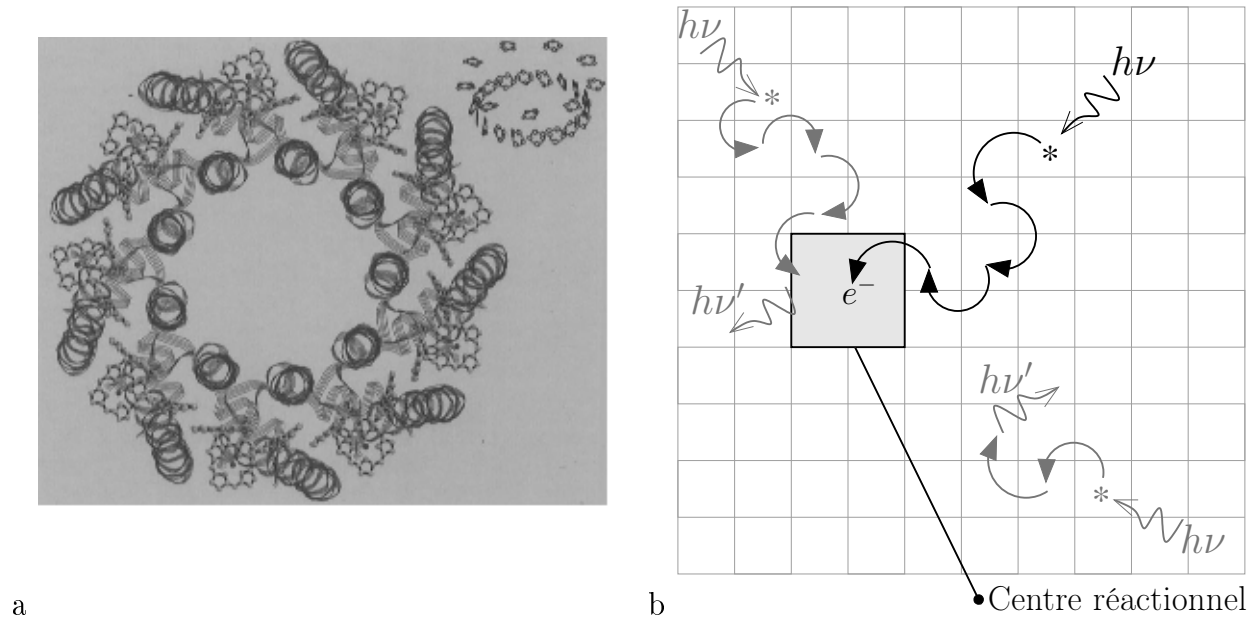 hν
hν
*
*
e⁻
hν′
hν′
*
hν
a
b
Centre réactionnel